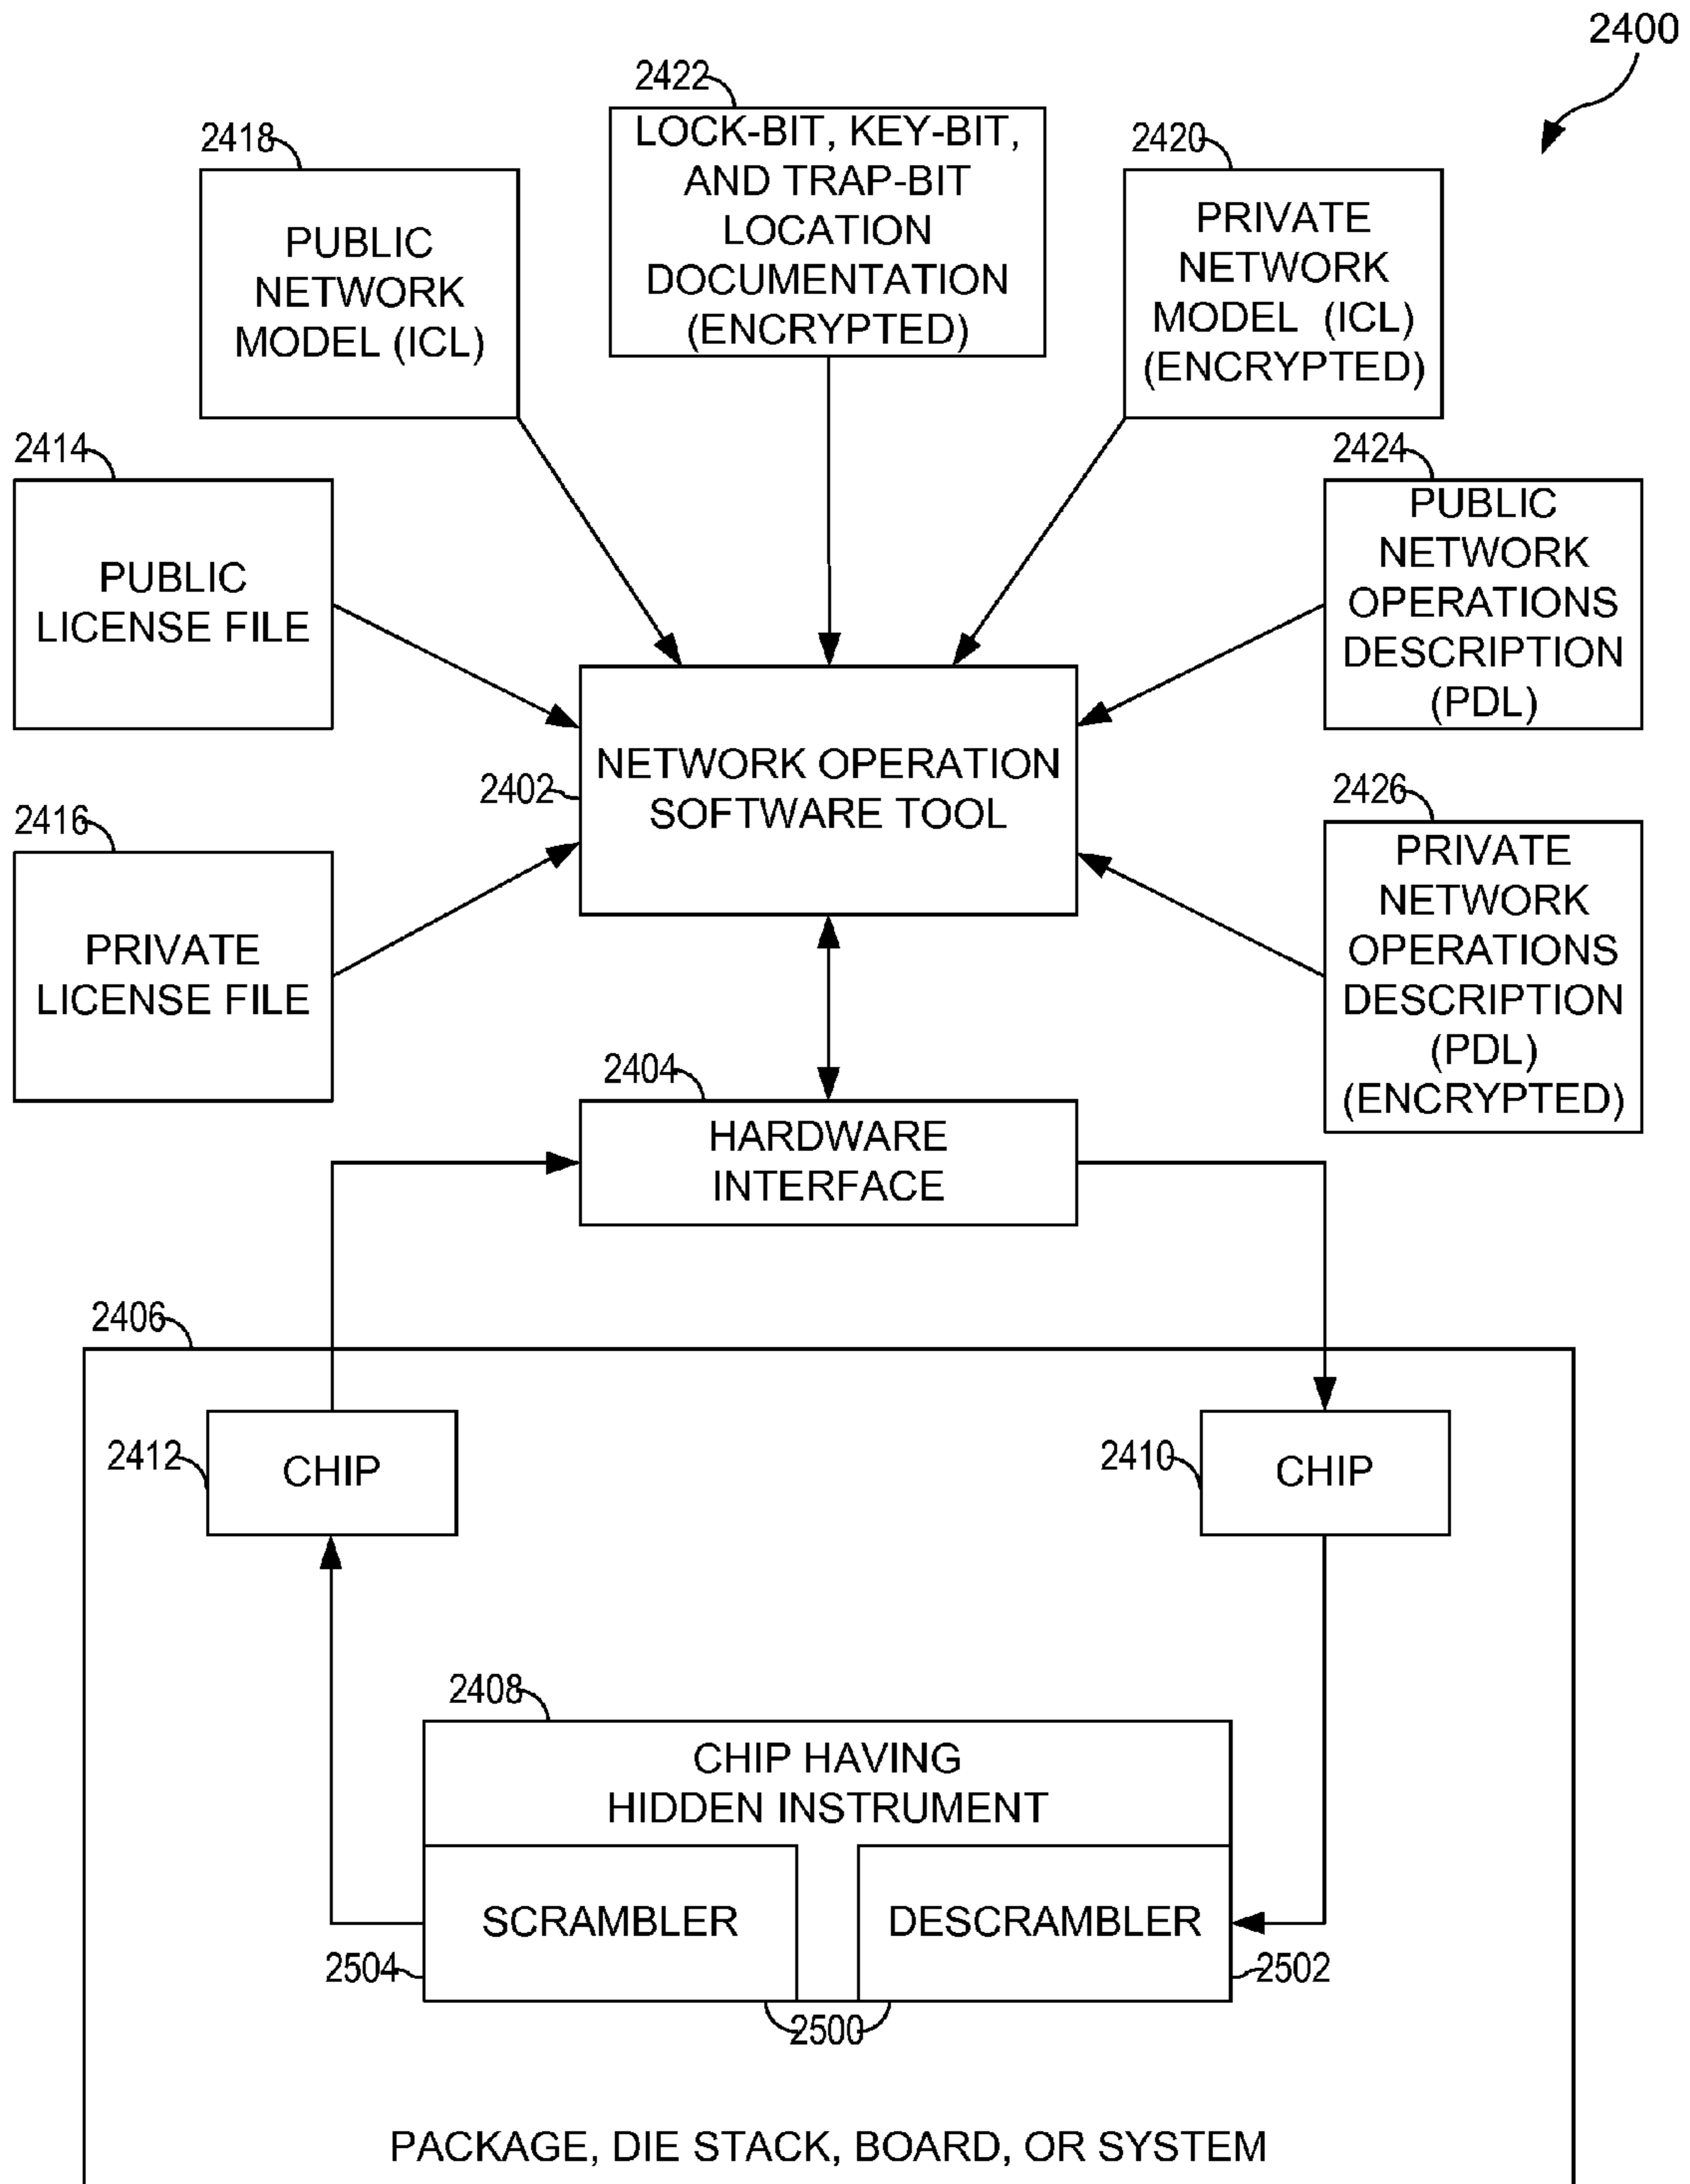 2400
2422
LOCK-BIT, KEY-BIT,
AND TRAP-BIT
LOCATION
DOCUMENTATION
(ENCRYPTED)
2418
PUBLIC
NETWORK
MODEL (ICL)
2420
PRIVATE
NETWORK
MODEL (ICL)
(ENCRYPTED)
2414
PUBLIC
LICENSE FILE
2424
PUBLIC
NETWORK
OPERATIONS
DESCRIPTION
(PDL)
2402
NETWORK OPERATION
SOFTWARE TOOL
2416
PRIVATE
LICENSE FILE
2426
PRIVATE
NETWORK
OPERATIONS
DESCRIPTION
(PDL)
(ENCRYPTED)
2404
HARDWARE
INTERFACE
2406
2412
CHIP
2410
CHIP
2408
CHIP HAVING
HIDDEN INSTRUMENT
SCRAMBLER
DESCRAMBLER
2504
2502
2500
PACKAGE, DIE STACK, BOARD, OR SYSTEM